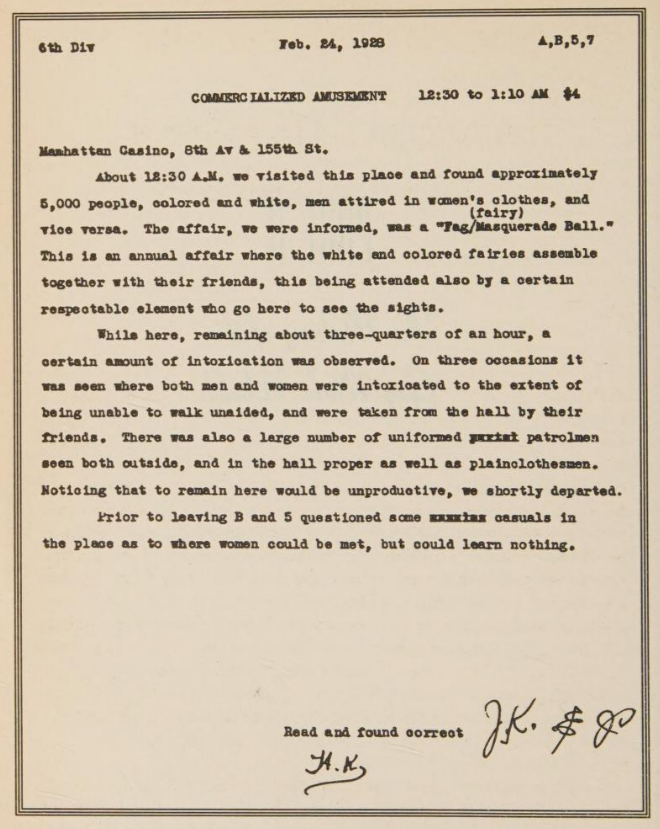 6th Div Feb. 24, 1928 A,B,5,7
COMMERCIALIZED AMUSEMENT 12:30 to 1:10 AM $4
Manhattan Casino, 8th Av & 155th St.
About 12:30 A.M. we visited this place and found approximately
5,000 people, colored and white, men attired in women's clothes, and
(fairy)
vice versa. The affair, we were informed, was a "Fag/Masquerade Ball."
This is an annual affair where the white and colored fairies assemble
together with their friends, this being attended also by a certain
respectable element who go here to see the sights.
While here, remaining about three-quarters of an hour, a
certain amount of intoxication was observed. On three occasions it
was seen where both men and women were intoxicated to the extent of
being unable to walk unaided, and were taken from the hall by their
friends. There was also a large number of uniformed patrolmen
seen both outside, and in the hall proper as well as plainclothesmen.
Noticing that to remain here would be unproductive, we shortly departed.
Prior to leaving B and 5 questioned some casuals in
the place as to where women could be met, but could learn nothing.
Read and found correct J.K.
H.K.